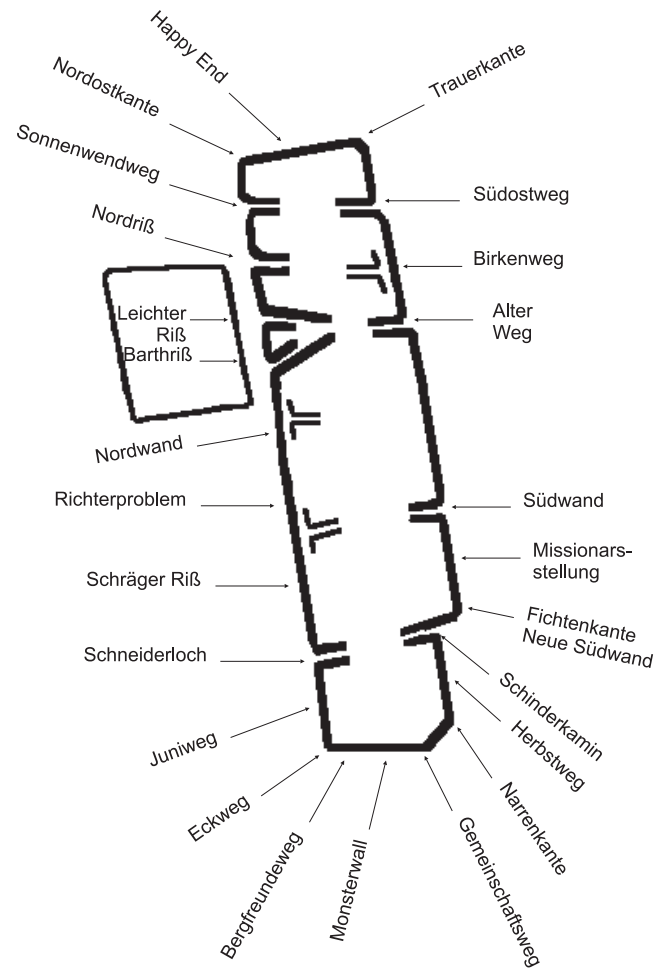 Happy End
Trauerkante
Nordostkante
Sonnenwendweg
Südostweg
Nordriß
Birkenweg
Leichter
Riß
Barthriß
Alter
Weg
Nordwand
Richterproblem
Südwand
Missionars-
stellung
Schräger Riß
Fichtenkante
Neue Südwand
Schneiderloch
Schinderkamin
Herbstweg
Juniweg
Narrenkante
Eckweg
Bergfreundeweg
Monsterwall
Gemeinschaftsweg